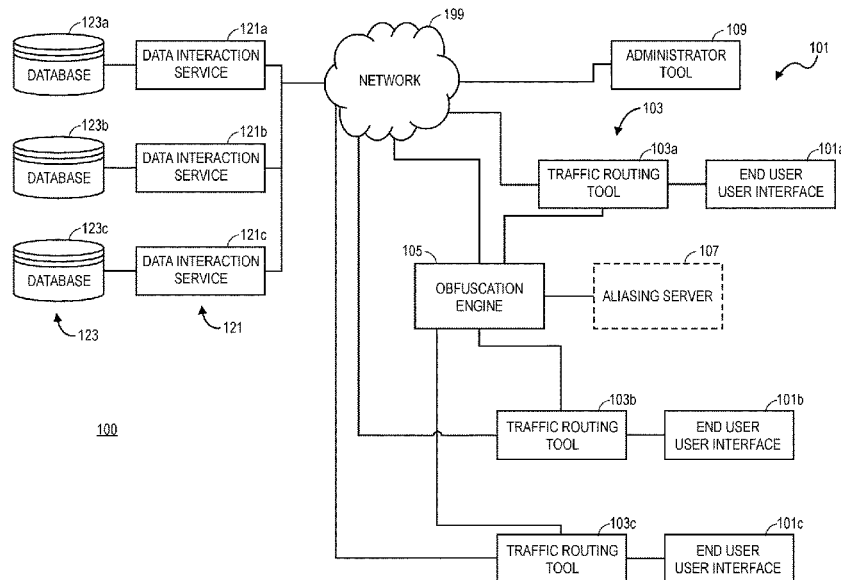 123a
DATABASE
121a
DATA INTERACTION
SERVICE
199
NETWORK
109
ADMINISTRATOR
TOOL
101
123b
DATABASE
121b
DATA INTERACTION
SERVICE
103
103a
TRAFFIC ROUTING
TOOL
101a
END USER
USER INTERFACE
123c
DATABASE
121c
DATA INTERACTION
SERVICE
105
OBFUSCATION
ENGINE
107
ALIASING SERVER
123
121
100
103b
TRAFFIC ROUTING
TOOL
101b
END USER
USER INTERFACE
103c
TRAFFIC ROUTING
TOOL
101c
END USER
USER INTERFACE